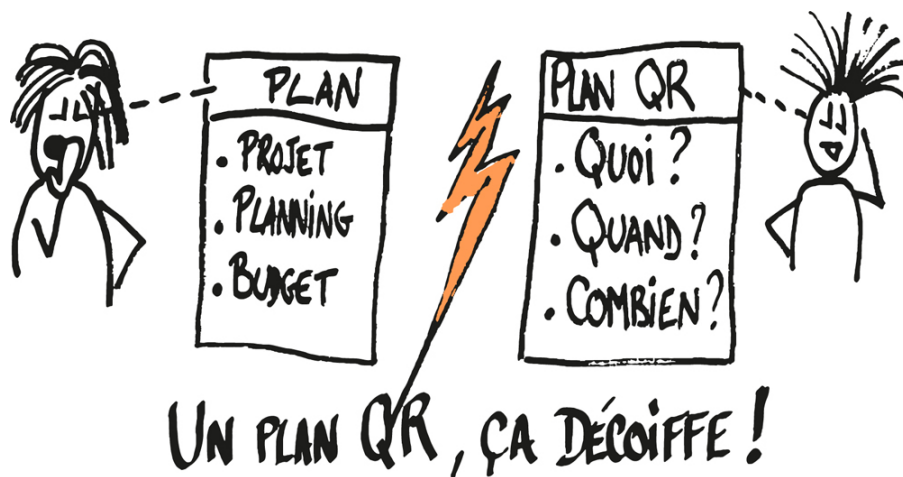 PLAN
• PROJET
• PLANNING
• BUDGET
PLAN QR
• QUOI ?
• QUAND ?
• COMBIEN ?
UN PLAN QR, ÇA DÉCOIFFE !